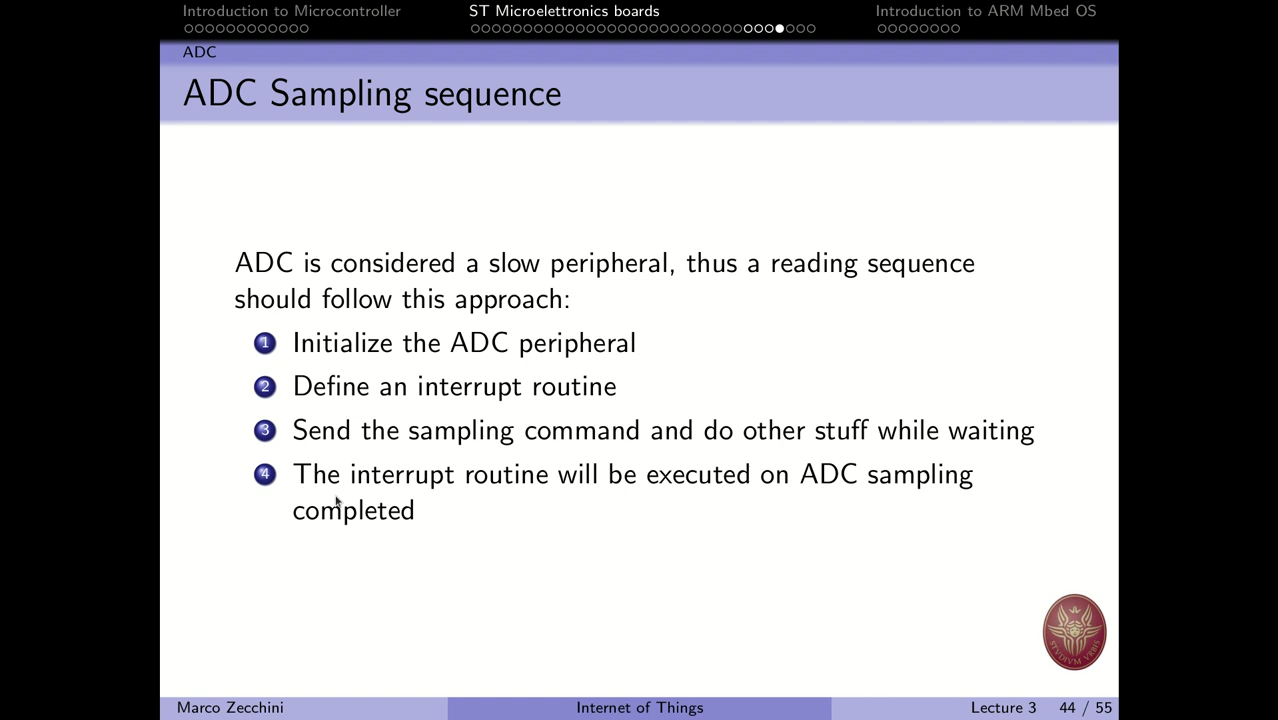 Introduction to Microcontroller
ST Microelettronics boards
Introduction to ARM Mbed OS
ADC
ADC Sampling sequence
ADC is considered a slow peripheral, thus a reading sequence
should follow this approach:
1 Initialize the ADC peripheral
2 Define an interrupt routine
3 Send the sampling command and do other stuff while waiting
4 The interrupt routine will be executed on ADC sampling
completed
STVDIVM VRBIS
Marco Zecchini
Internet of Things
Lecture 3 44 / 55